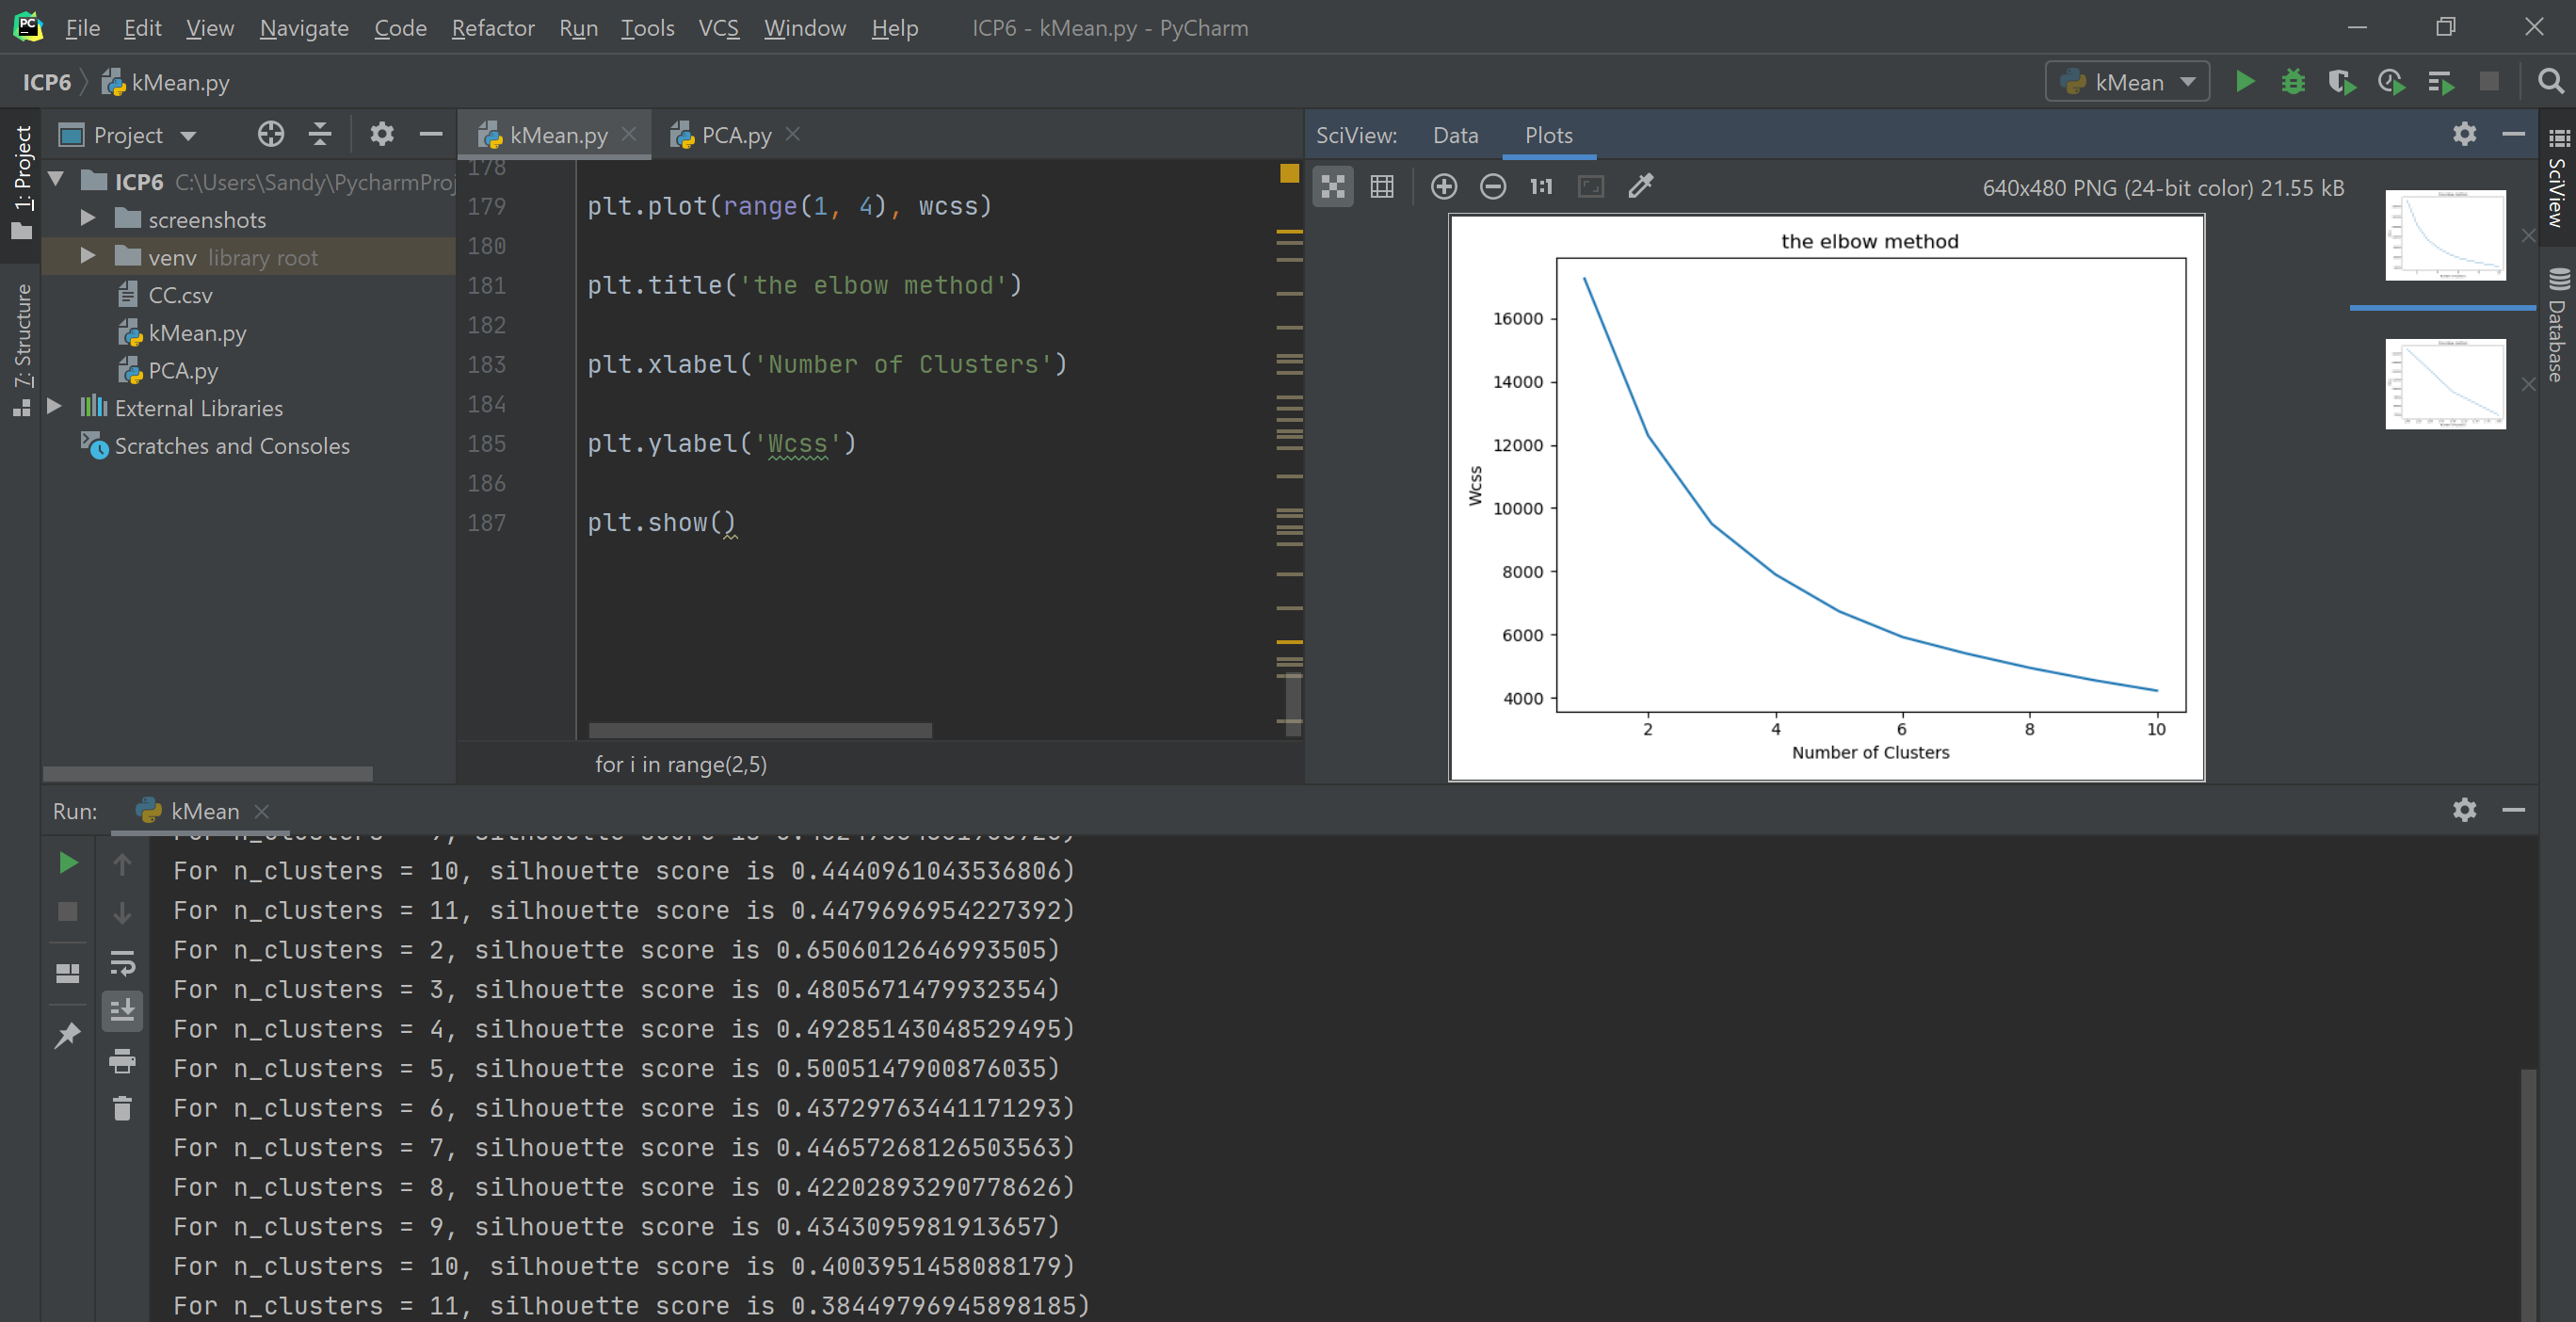 File Edit View Navigate Code Refactor Run Tools VCS Window Help ICP6 - kMean.py - PyCharm
ICP6 kMean.py kMean
1: Project
7: Structure
Project
ICP6 C:\Users\Sandy\PycharmProj
screenshots
venv library root
CC.csv
kMean.py
PCA.py
External Libraries
Scratches and Consoles
kMean.py PCA.py
178
179 plt.plot(range(1, 4), wcss)
180
181 plt.title('the elbow method')
182
183 plt.xlabel('Number of Clusters')
184
185 plt.ylabel('Wcss')
186
187 plt.show()
for i in range(2,5)
SciView: Data Plots
1:1 640x480 PNG (24-bit color) 21.55 kB
the elbow method
16000
14000
12000
10000
8000
6000
4000
Wcss
2 4 6 8 10
Number of Clusters
SciView
Database
Run: kMean
For n_clusters = 10, silhouette score is 0.4440961043536806)
For n_clusters = 11, silhouette score is 0.4479696954227392)
For n_clusters = 2, silhouette score is 0.6506012646993505)
For n_clusters = 3, silhouette score is 0.4805671479932354)
For n_clusters = 4, silhouette score is 0.49285143048529495)
For n_clusters = 5, silhouette score is 0.5005147900876035)
For n_clusters = 6, silhouette score is 0.43729763441171293)
For n_clusters = 7, silhouette score is 0.44657268126503563)
For n_clusters = 8, silhouette score is 0.42202893290778626)
For n_clusters = 9, silhouette score is 0.4343095981913657)
For n_clusters = 10, silhouette score is 0.4003951458088179)
For n_clusters = 11, silhouette score is 0.38449796945898185)